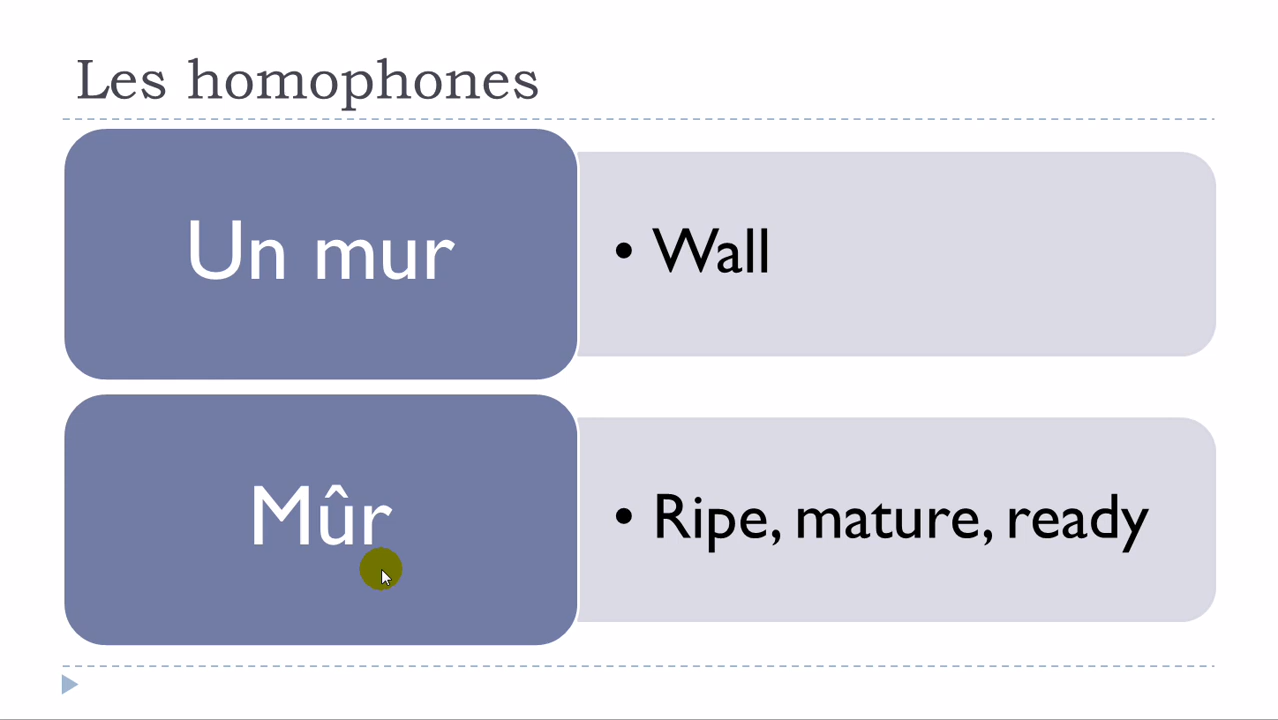 Les homophones
Un mur
• Wall
Mûr
• Ripe, mature, ready